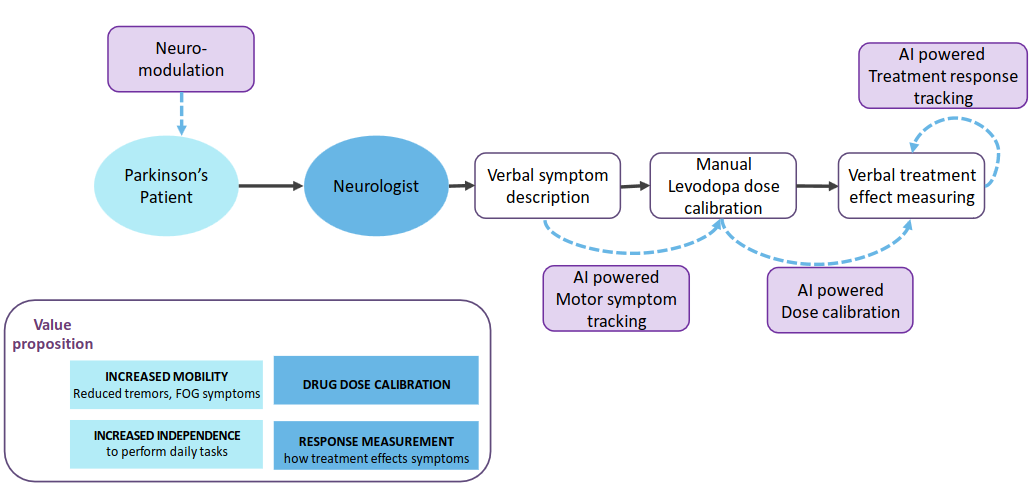 Neuro-
modulation
AI powered
Treatment response
tracking
Parkinson's
Patient
Neurologist
Verbal symptom
description
Manual
Levodopa dose
calibration
Verbal treatment
effect measuring
AI powered
Motor symptom
tracking
AI powered
Dose calibration
Value
proposition
INCREASED MOBILITY
Reduced tremors, FOG symptoms
DRUG DOSE CALIBRATION
INCREASED INDEPENDENCE
to perform daily tasks
RESPONSE MEASUREMENT
how treatment effects symptoms